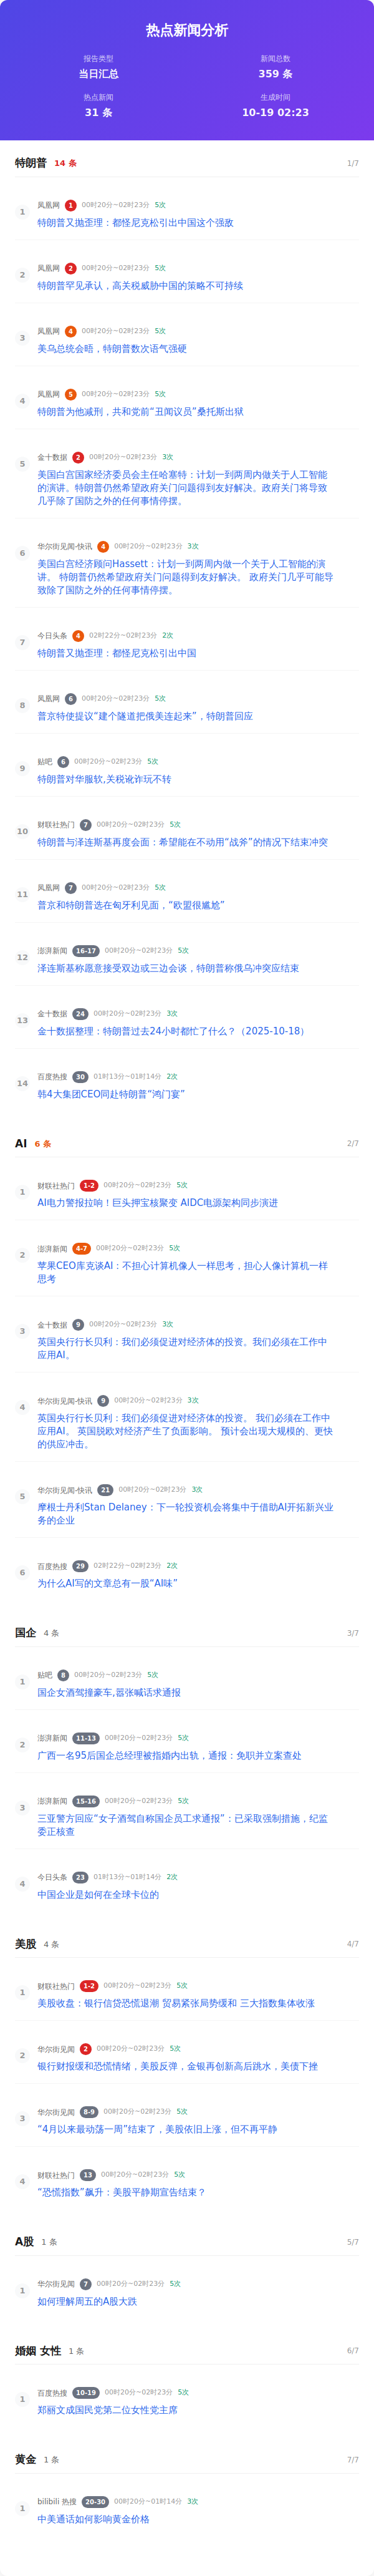 热点新闻分析
报告类型
当日汇总
新闻总数
359 条
热点新闻
31 条
生成时间
10-19 02:23
特朗普 14 条 1/7
1
凤凰网 1 00时20分~02时23分 5次
特朗普又抛歪理：都怪尼克松引出中国这个强敌
2
凤凰网 2 00时20分~02时23分 5次
特朗普罕见承认，高关税威胁中国的策略不可持续
3
凤凰网 4 00时20分~02时23分 5次
美乌总统会晤，特朗普数次语气强硬
4
凤凰网 5 00时20分~02时23分 5次
特朗普为他减刑，共和党前“丑闻议员”桑托斯出狱
5
金十数据 2 00时20分~02时23分 3次
美国白宫国家经济委员会主任哈塞特：计划一到两周内做关于人工智能
的演讲。特朗普仍然希望政府关门问题得到友好解决。政府关门将导致
几乎除了国防之外的任何事情停摆。
6
华尔街见闻-快讯 4 00时20分~02时23分 3次
美国白宫经济顾问Hassett：计划一到两周内做一个关于人工智能的演
讲。 特朗普仍然希望政府关门问题得到友好解决。 政府关门几乎可能导
致除了国防之外的任何事情停摆。
7
今日头条 4 02时22分~02时23分 2次
特朗普又抛歪理：都怪尼克松引出中国
8
凤凰网 6 00时20分~02时23分 5次
普京特使提议“建个隧道把俄美连起来”，特朗普回应
9
贴吧 6 00时20分~02时23分 5次
特朗普对华服软,关税讹诈玩不转
10
财联社热门 7 00时20分~02时23分 5次
特朗普与泽连斯基再度会面：希望能在不动用“战斧”的情况下结束冲突
11
凤凰网 7 00时20分~02时23分 5次
普京和特朗普选在匈牙利见面，“欧盟很尴尬”
12
澎湃新闻 16-17 00时20分~02时23分 5次
泽连斯基称愿意接受双边或三边会谈，特朗普称俄乌冲突应结束
13
金十数据 24 00时20分~02时23分 3次
金十数据整理：特朗普过去24小时都忙了什么？（2025-10-18）
14
百度热搜 30 01时13分~01时14分 2次
韩4大集团CEO同赴特朗普“鸿门宴”
AI 6 条 2/7
1
财联社热门 1-2 00时20分~02时23分 5次
AI电力警报拉响！巨头押宝核聚变 AIDC电源架构同步演进
2
澎湃新闻 4-7 00时20分~02时23分 5次
苹果CEO库克谈AI：不担心计算机像人一样思考，担心人像计算机一样
思考
3
金十数据 9 00时20分~02时23分 3次
英国央行行长贝利：我们必须促进对经济体的投资。我们必须在工作中
应用AI。
4
华尔街见闻-快讯 9 00时20分~02时23分 3次
英国央行行长贝利：我们必须促进对经济体的投资。 我们必须在工作中
应用AI。 英国脱欧对经济产生了负面影响。 预计会出现大规模的、更快
的供应冲击。
5
华尔街见闻-快讯 21 00时20分~02时23分 3次
摩根士丹利Stan Delaney：下一轮投资机会将集中于借助AI开拓新兴业
务的企业
6
百度热搜 29 02时22分~02时23分 2次
为什么AI写的文章总有一股“AI味”
国企 4 条 3/7
1
贴吧 8 00时20分~02时23分 5次
国企女酒驾撞豪车,嚣张喊话求通报
2
澎湃新闻 11-13 00时20分~02时23分 5次
广西一名95后国企总经理被指婚内出轨，通报：免职并立案查处
3
澎湃新闻 15-16 00时20分~02时23分 5次
三亚警方回应“女子酒驾自称国企员工求通报”：已采取强制措施，纪监
委正核查
4
今日头条 23 01时13分~01时14分 2次
中国企业是如何在全球卡位的
美股 4 条 4/7
1
财联社热门 1-2 00时20分~02时23分 5次
美股收盘：银行信贷恐慌退潮 贸易紧张局势缓和 三大指数集体收涨
2
华尔街见闻 2 00时20分~02时23分 5次
银行财报缓和恐慌情绪，美股反弹，金银再创新高后跳水，美债下挫
3
华尔街见闻 8-9 00时20分~02时23分 5次
“4月以来最动荡一周”结束了，美股依旧上涨，但不再平静
4
财联社热门 13 00时20分~02时23分 5次
“恐慌指数”飙升：美股平静期宣告结束？
A股 1 条 5/7
1
华尔街见闻 7 00时20分~02时23分 5次
如何理解周五的A股大跌
婚姻 女性 1 条 6/7
1
百度热搜 10-19 00时20分~02时23分 5次
郑丽文成国民党第二位女性党主席
黄金 1 条 7/7
1
bilibili 热搜 20-30 00时20分~01时14分 3次
中美通话如何影响黄金价格